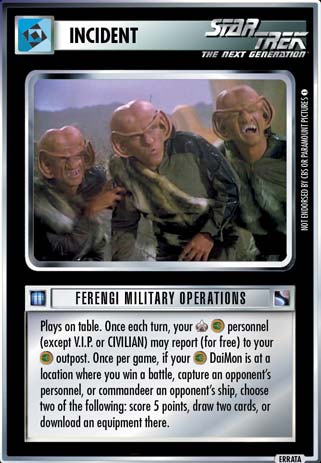 INCIDENT
STAR TREK
THE NEXT GENERATION
NOT ENDORSED BY CBS OR PARAMOUNT PICTURES
FERENGI MILITARY OPERATIONS
Plays on table. Once each turn, your personnel
(except V.I.P. or CIVILIAN) may report (for free) to your
outpost. Once per game, if your DaiMon is at a
location where you win a battle, capture an opponent's
personnel, or commandeer an opponent's ship, choose
two of the following: score 5 points, draw two cards, or
download an equipment there.
ERRATA